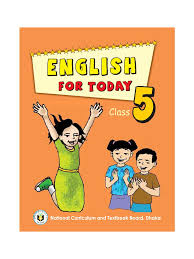 ENGLISH
FOR TODAY
Class 5
National Curriculum and Textbook Board, Dhaka